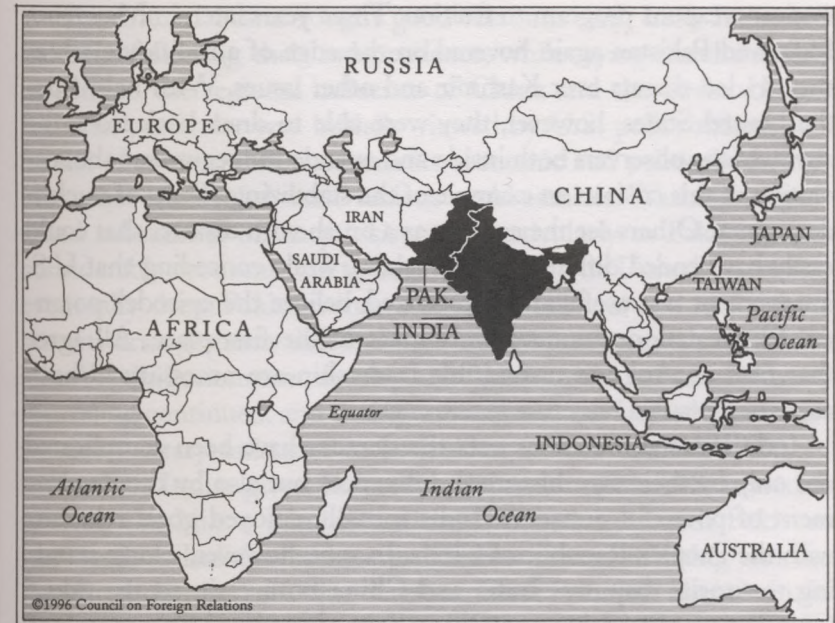 RUSSIA
EUROPE
CHINA
IRAN
JAPAN
SAUDI
ARABIA
TAIWAN
PAK.
Pacific
Ocean
AFRICA
INDIA
Equator
INDONESIA
Atlantic
Ocean
Indian
Ocean
AUSTRALIA
©1996 Council on Foreign Relations